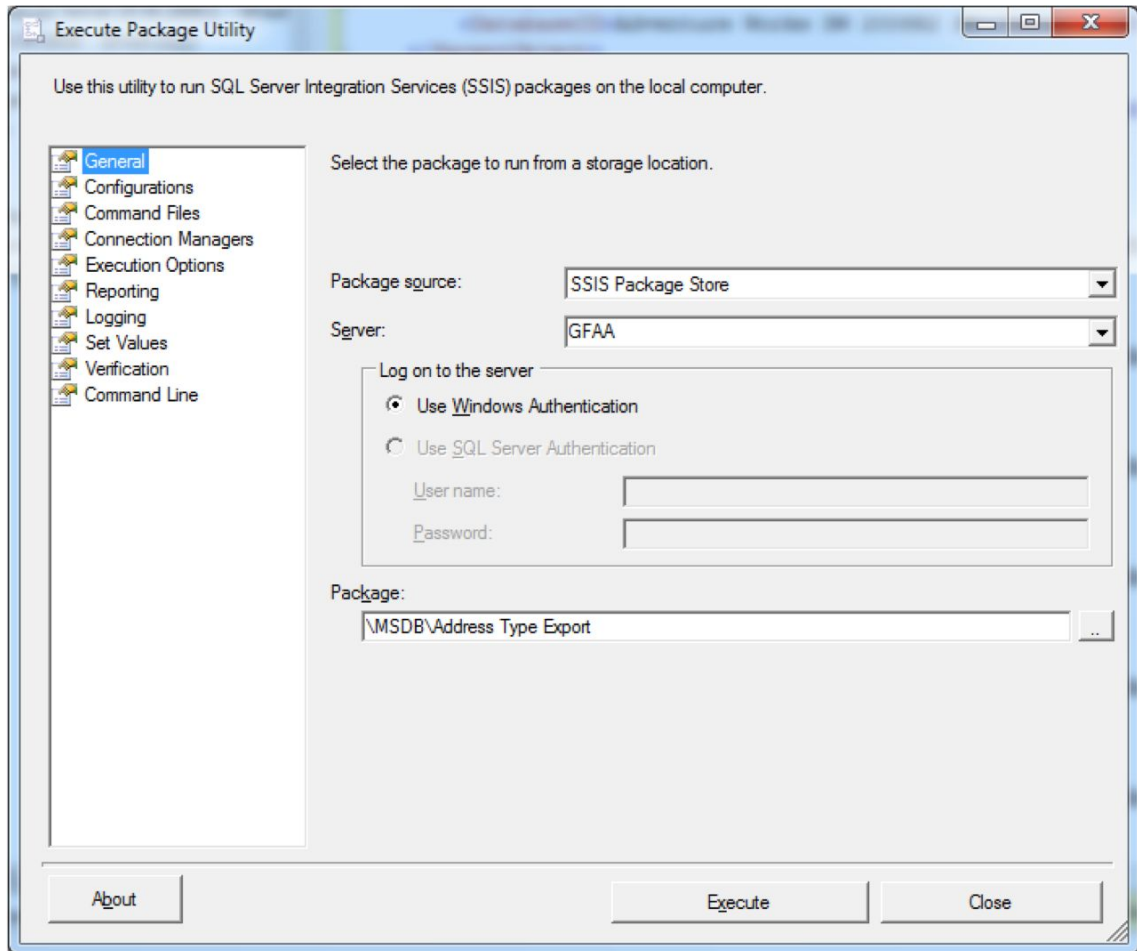 Execute Package Utility
Use this utility to run SQL Server Integration Services (SSIS) packages on the local computer.
General
Configurations
Command Files
Connection Managers
Execution Options
Reporting
Logging
Set Values
Verification
Command Line
Select the package to run from a storage location.
Package source:
SSIS Package Store
Server:
GFAA
Log on to the server
Use Windows Authentication
Use SQL Server Authentication
User name:
Password:
Package:
\MSDB\Address Type Export
..
About
Execute
Close